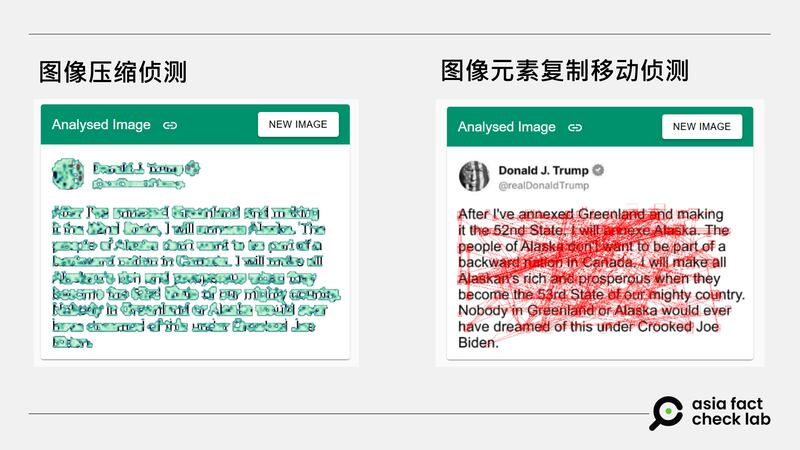 图像压缩侦测
图像元素复制移动侦测
Analysed Image
NEW IMAGE
Donald J. Trump
After I've annexed Greenland and making
it the 52nd State, I will annexe Alaska. The
people of Alaska don't want to be part of a
backward nation in Canada. I will make all
Alaskan's rich and prosperous when they
become the 53rd State of our mighty country.
Nobody in Greenland or Alaska would ever
have dreamed of this under Crooked Joe
Biden.
Analysed Image
NEW IMAGE
Donald J. Trump
@realDonaldTrump
After I've annexed Greenland and making
it the 52nd State, I will annexe Alaska. The
people of Alaska don't want to be part of a
backward nation in Canada. I will make all
Alaskan's rich and prosperous when they
become the 53rd State of our mighty country.
Nobody in Greenland or Alaska would ever
have dreamed of this under Crooked Joe
Biden.
asia fact
check lab